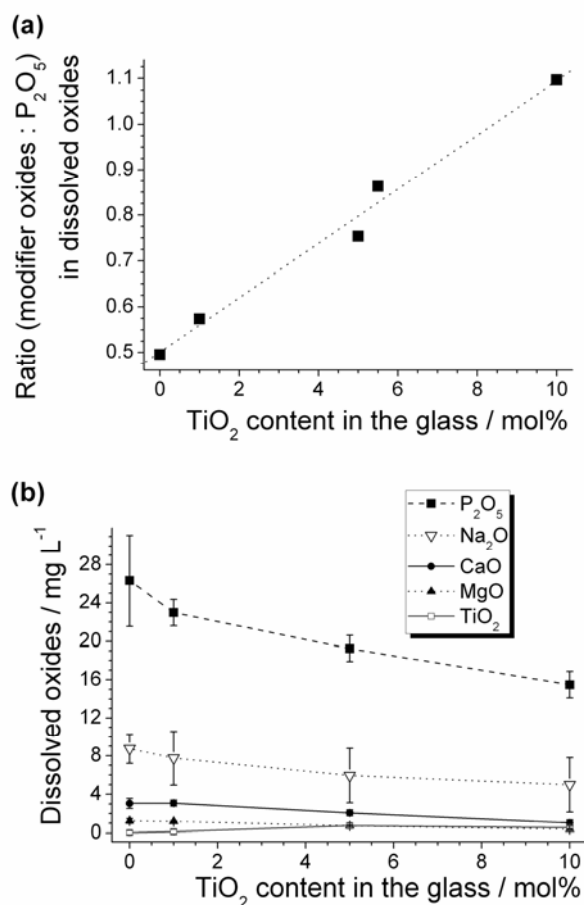 (a)
Ratio (modifier oxides : P₂O₅)
in dissolved oxides
1.1
1.0
0.9
0.8
0.7
0.6
0.5
0 2 4 6 8 10
TiO₂ content in the glass / mol%
(b)
P₂O₅
Na₂O
CaO
MgO
TiO₂
Dissolved oxides / mg L⁻¹
28
24
20
16
12
8
4
0
0 2 4 6 8 10
TiO₂ content in the glass / mol%